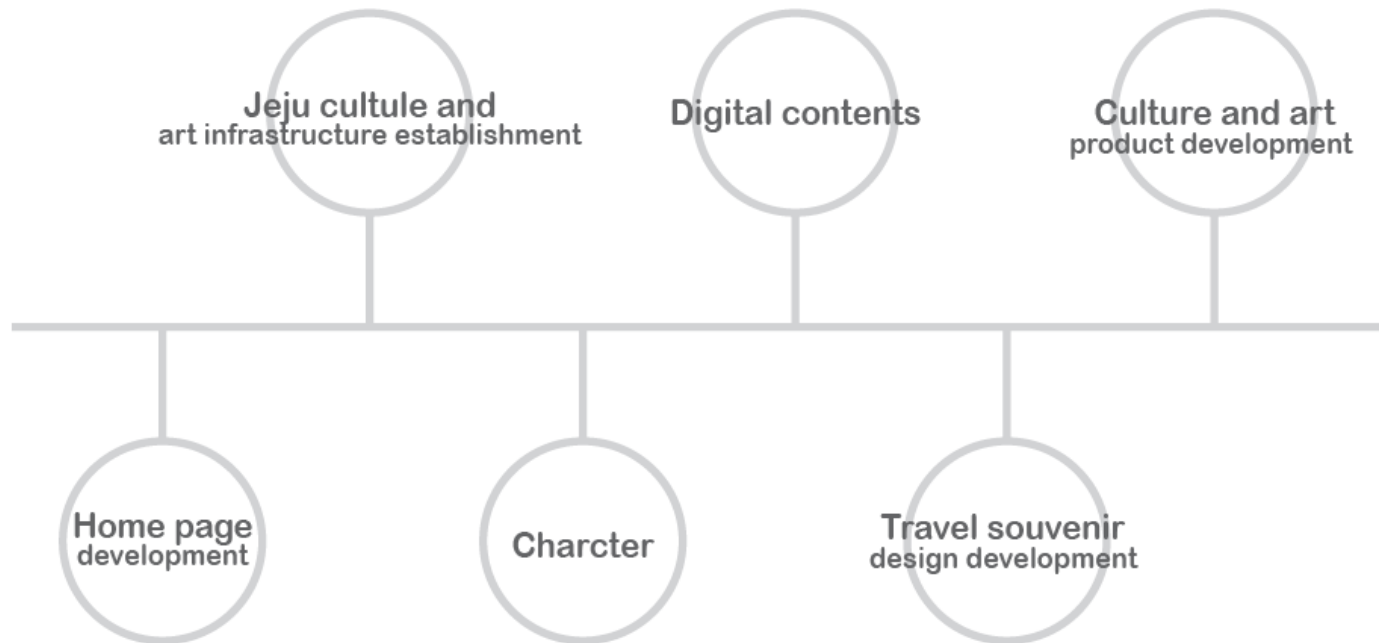 Jeju cultule and
art infrastructure establishment
Digital contents
Culture and art
product development
Home page
development
Charcter
Travel souvenir
design development